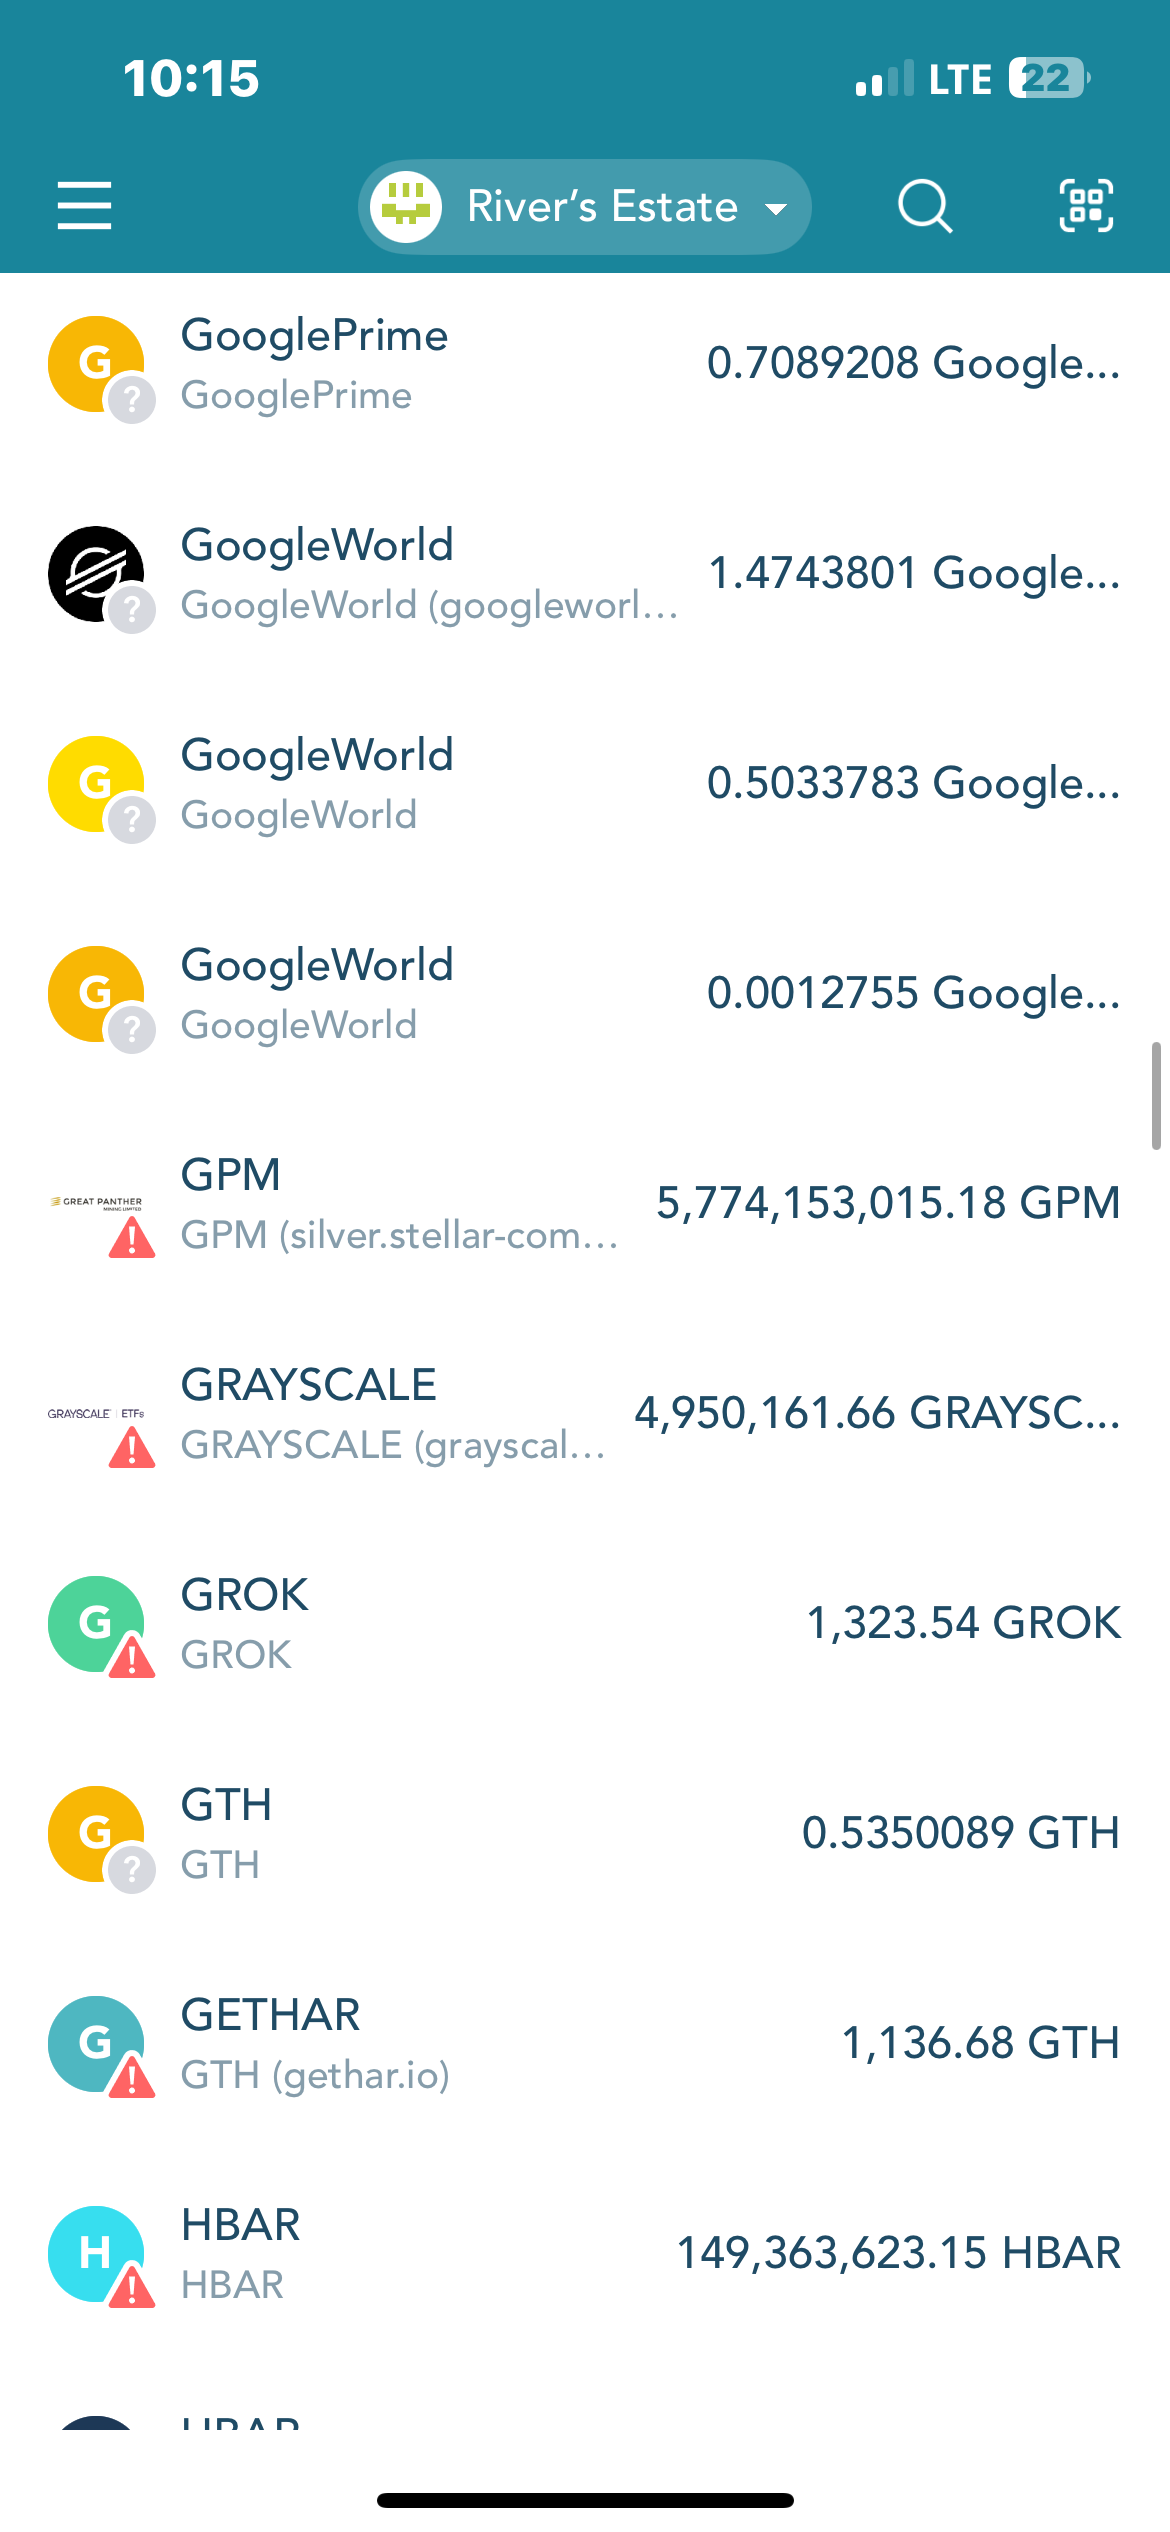 10:15
LTE 22
River's Estate
G
?
GooglePrime
GooglePrime
0.7089208 Google...
?
GoogleWorld
GoogleWorld (googleworl...
1.4743801 Google...
G
?
GoogleWorld
GoogleWorld
0.5033783 Google...
G
?
GoogleWorld
GoogleWorld
0.0012755 Google...
GREAT PANTHER
MINING LIMITED
GPM
GPM (silver.stellar-com...
5,774,153,015.18 GPM
GRAYSCALE | ETFs
GRAYSCALE
GRAYSCALE (grayscal...
4,950,161.66 GRAYSC...
G
GROK
GROK
1,323.54 GROK
G
?
GTH
GTH
0.5350089 GTH
G
GETHAR
GTH (gethar.io)
1,136.68 GTH
H
HBAR
HBAR
149,363,623.15 HBAR
HBAR